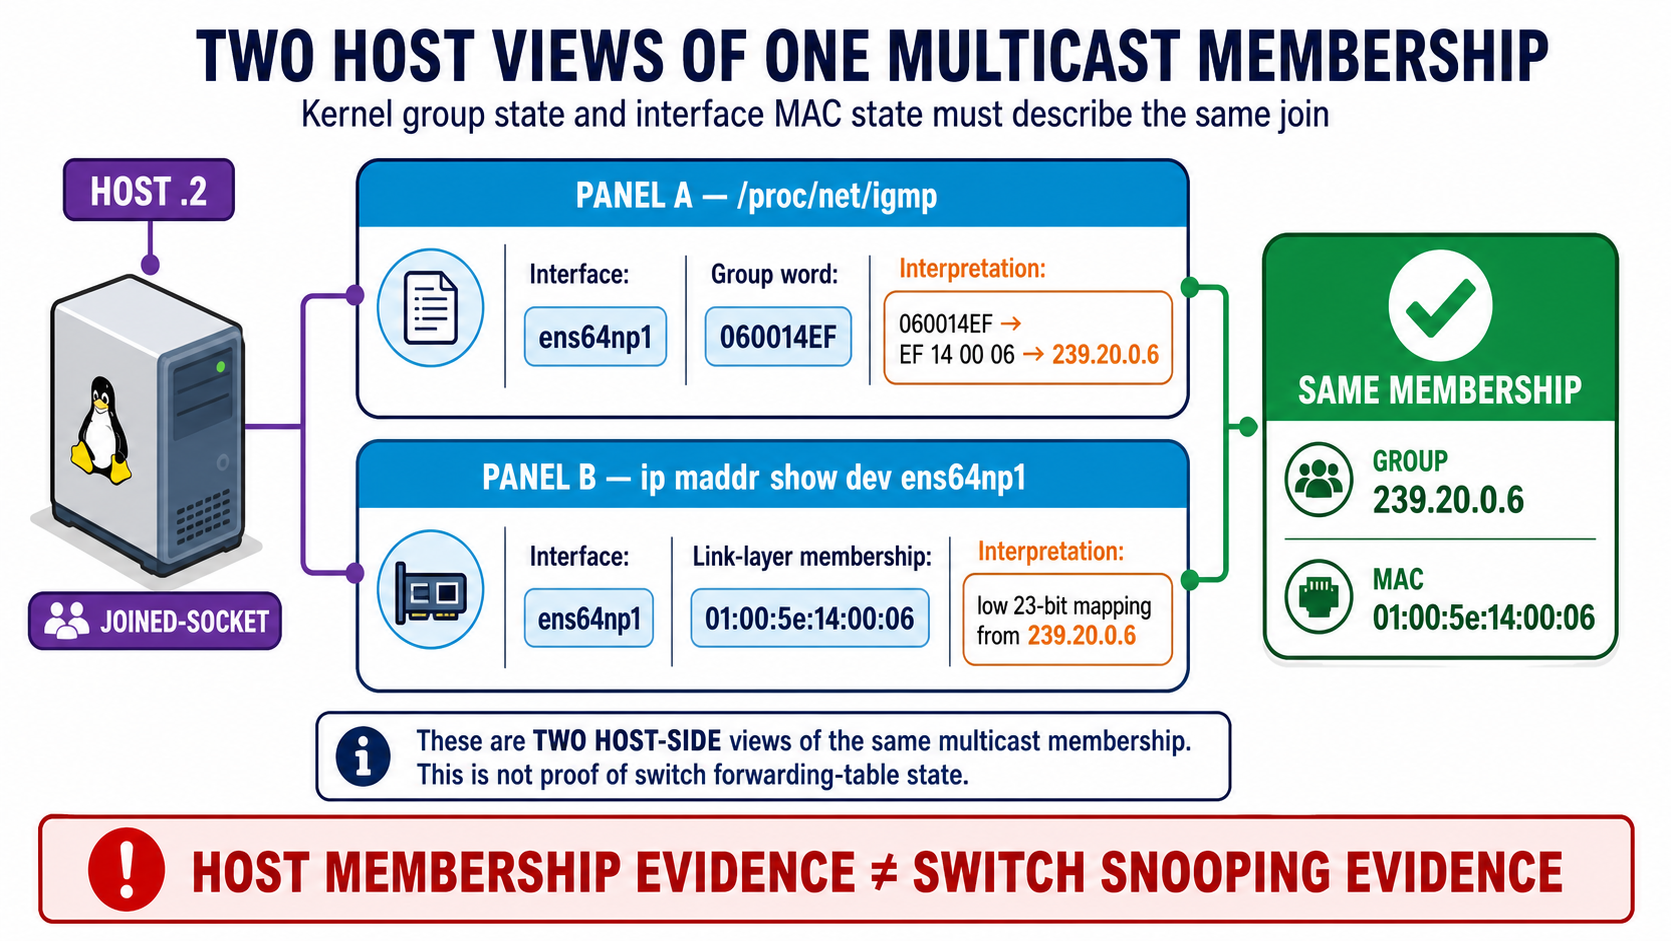 TWO HOST VIEWS OF ONE MULTICAST MEMBERSHIP
Kernel group state and interface MAC state must describe the same join
HOST .2
JOINED-SOCKET
PANEL A — /proc/net/igmp
Interface:
ens64np1
Group word:
060014EF
Interpretation:
060014EF →
EF 14 00 06 → 239.20.0.6
PANEL B — ip maddr show dev ens64np1
Interface:
ens64np1
Link-layer membership:
01:00:5e:14:00:06
Interpretation:
low 23-bit mapping
from 239.20.0.6
SAME MEMBERSHIP
GROUP
239.20.0.6
MAC
01:00:5e:14:00:06
These are TWO HOST-SIDE views of the same multicast membership.
This is not proof of switch forwarding-table state.
HOST MEMBERSHIP EVIDENCE ≠ SWITCH SNOOPING EVIDENCE